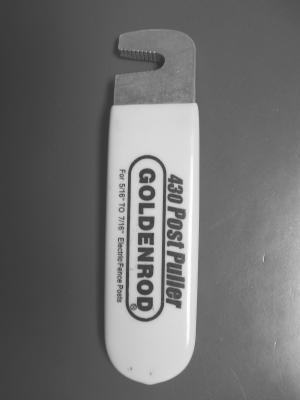 430 Post Puller
GOLDENROD®
For 5/16" TO 7/16" Electric Fence Posts